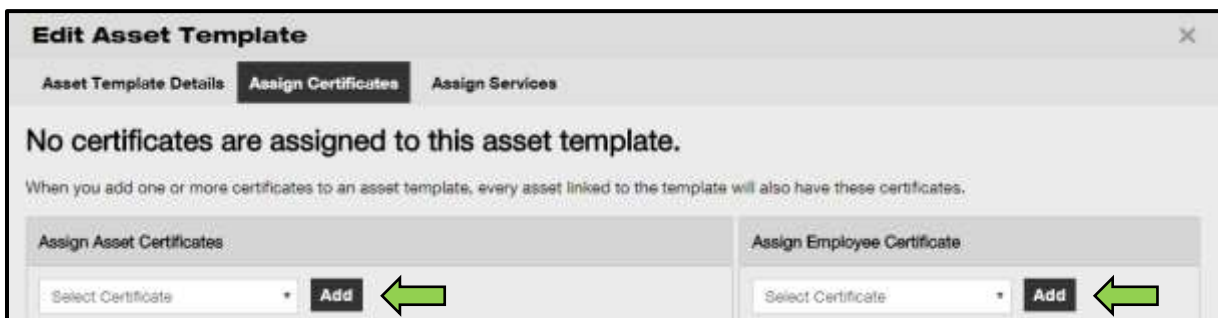 Edit Asset Template
Asset Template Details Assign Certificates Assign Services
No certificates are assigned to this asset template.
When you add one or more certificates to an asset template, every asset linked to the template will also have these certificates.
Assign Asset Certificates Assign Employee Certificate
Select Certificate Add Select Certificate Add